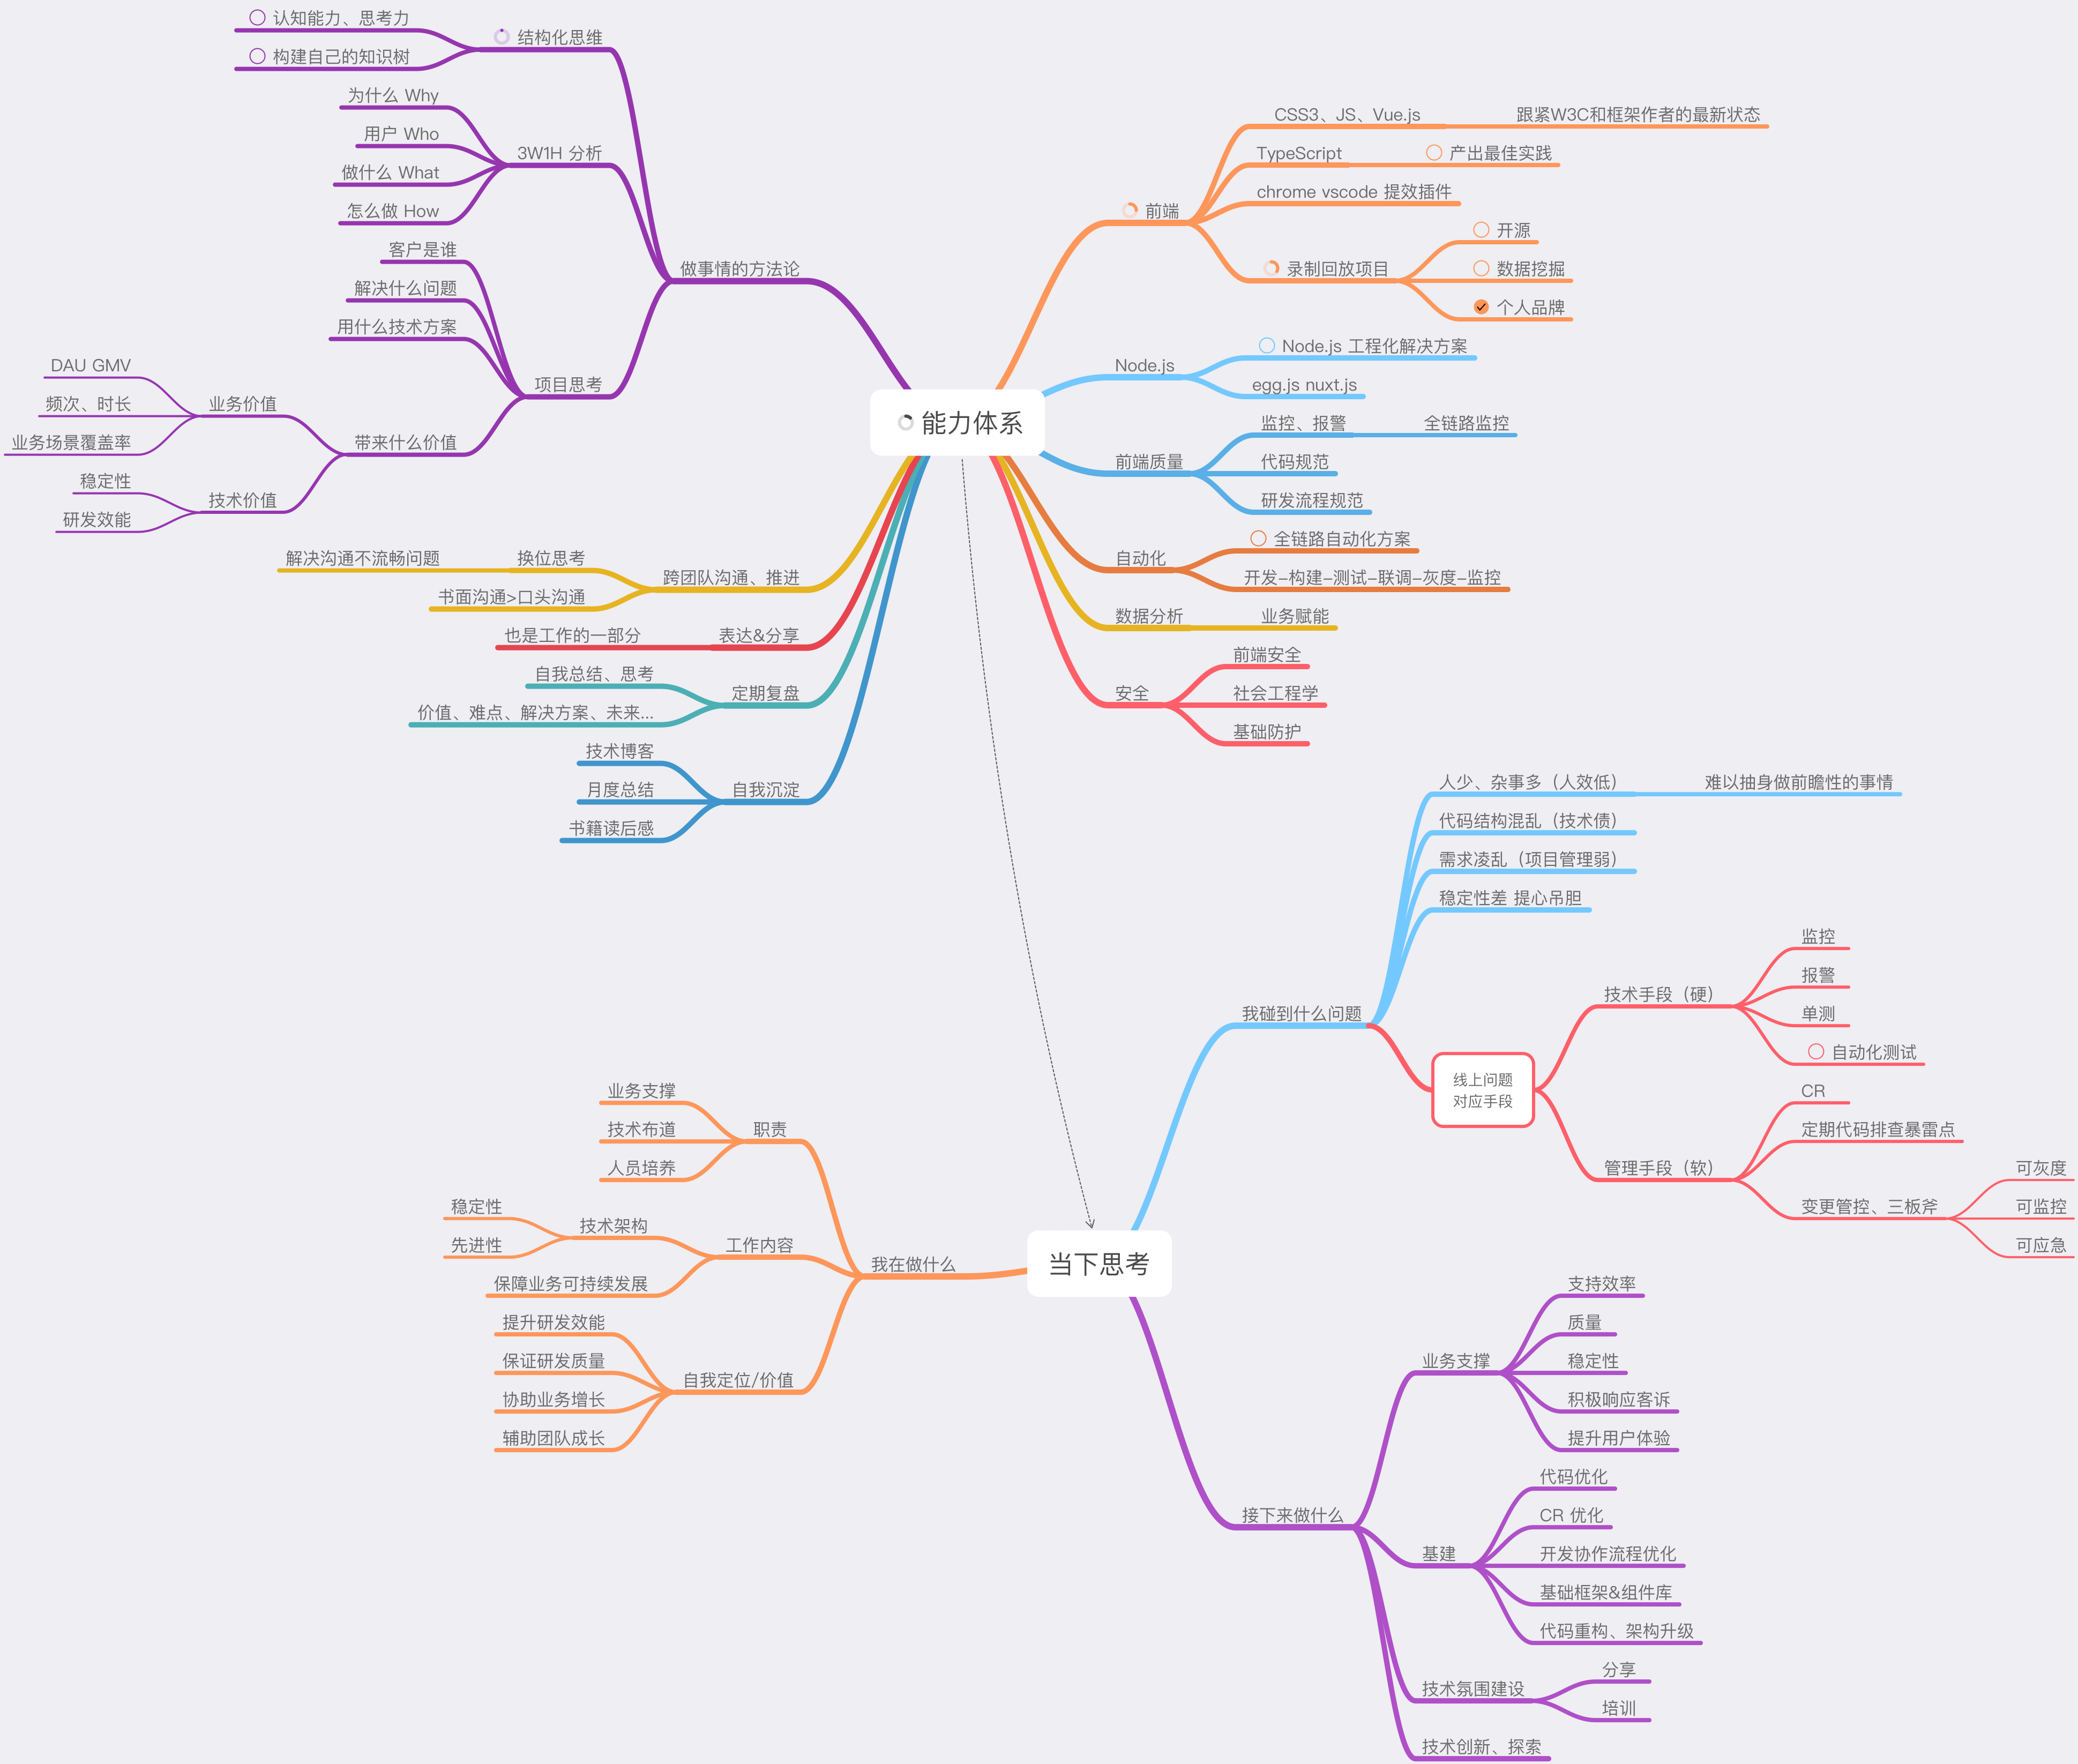 能力体系
前端
CSS3、JS、Vue.js
跟紧W3C和框架作者的最新状态
TypeScript
产出最佳实践
chrome vscode 提效插件
录制回放项目
开源
数据挖掘
个人品牌
Node.js
Node.js 工程化解决方案
egg.js nuxt.js
前端质量
监控、报警
全链路监控
代码规范
研发流程规范
自动化
全链路自动化方案
开发-构建-测试-联调-灰度-监控
数据分析
业务赋能
安全
前端安全
社会工程学
基础防护
做事情的方法论
结构化思维
认知能力、思考力
构建自己的知识树
3W1H 分析
为什么 Why
用户 Who
做什么 What
怎么做 How
项目思考
客户是谁
解决什么问题
用什么技术方案
带来什么价值
业务价值
DAU GMV
频次、时长
业务场景覆盖率
技术价值
稳定性
研发效能
跨团队沟通、推进
换位思考
解决沟通不流畅问题
书面沟通>口头沟通
表达&分享
也是工作的一部分
定期复盘
自我总结、思考
价值、难点、解决方案、未来...
自我沉淀
技术博客
月度总结
书籍读后感
当下思考
我碰到什么问题
人少、杂事多（人效低）
难以抽身做前瞻性的事情
代码结构混乱（技术债）
需求凌乱（项目管理弱）
稳定性差 提心吊胆
线上问题
对应手段
技术手段（硬）
监控
报警
单测
自动化测试
管理手段（软）
CR
定期代码排查暴雷点
变更管控、三板斧
可灰度
可监控
可应急
接下来做什么
业务支撑
支持效率
质量
稳定性
积极响应客诉
提升用户体验
基建
代码优化
CR 优化
开发协作流程优化
基础框架&组件库
代码重构、架构升级
技术氛围建设
分享
培训
技术创新、探索
我在做什么
职责
业务支撑
技术布道
人员培养
工作内容
技术架构
稳定性
先进性
保障业务可持续发展
自我定位/价值
提升研发效能
保证研发质量
协助业务增长
辅助团队成长